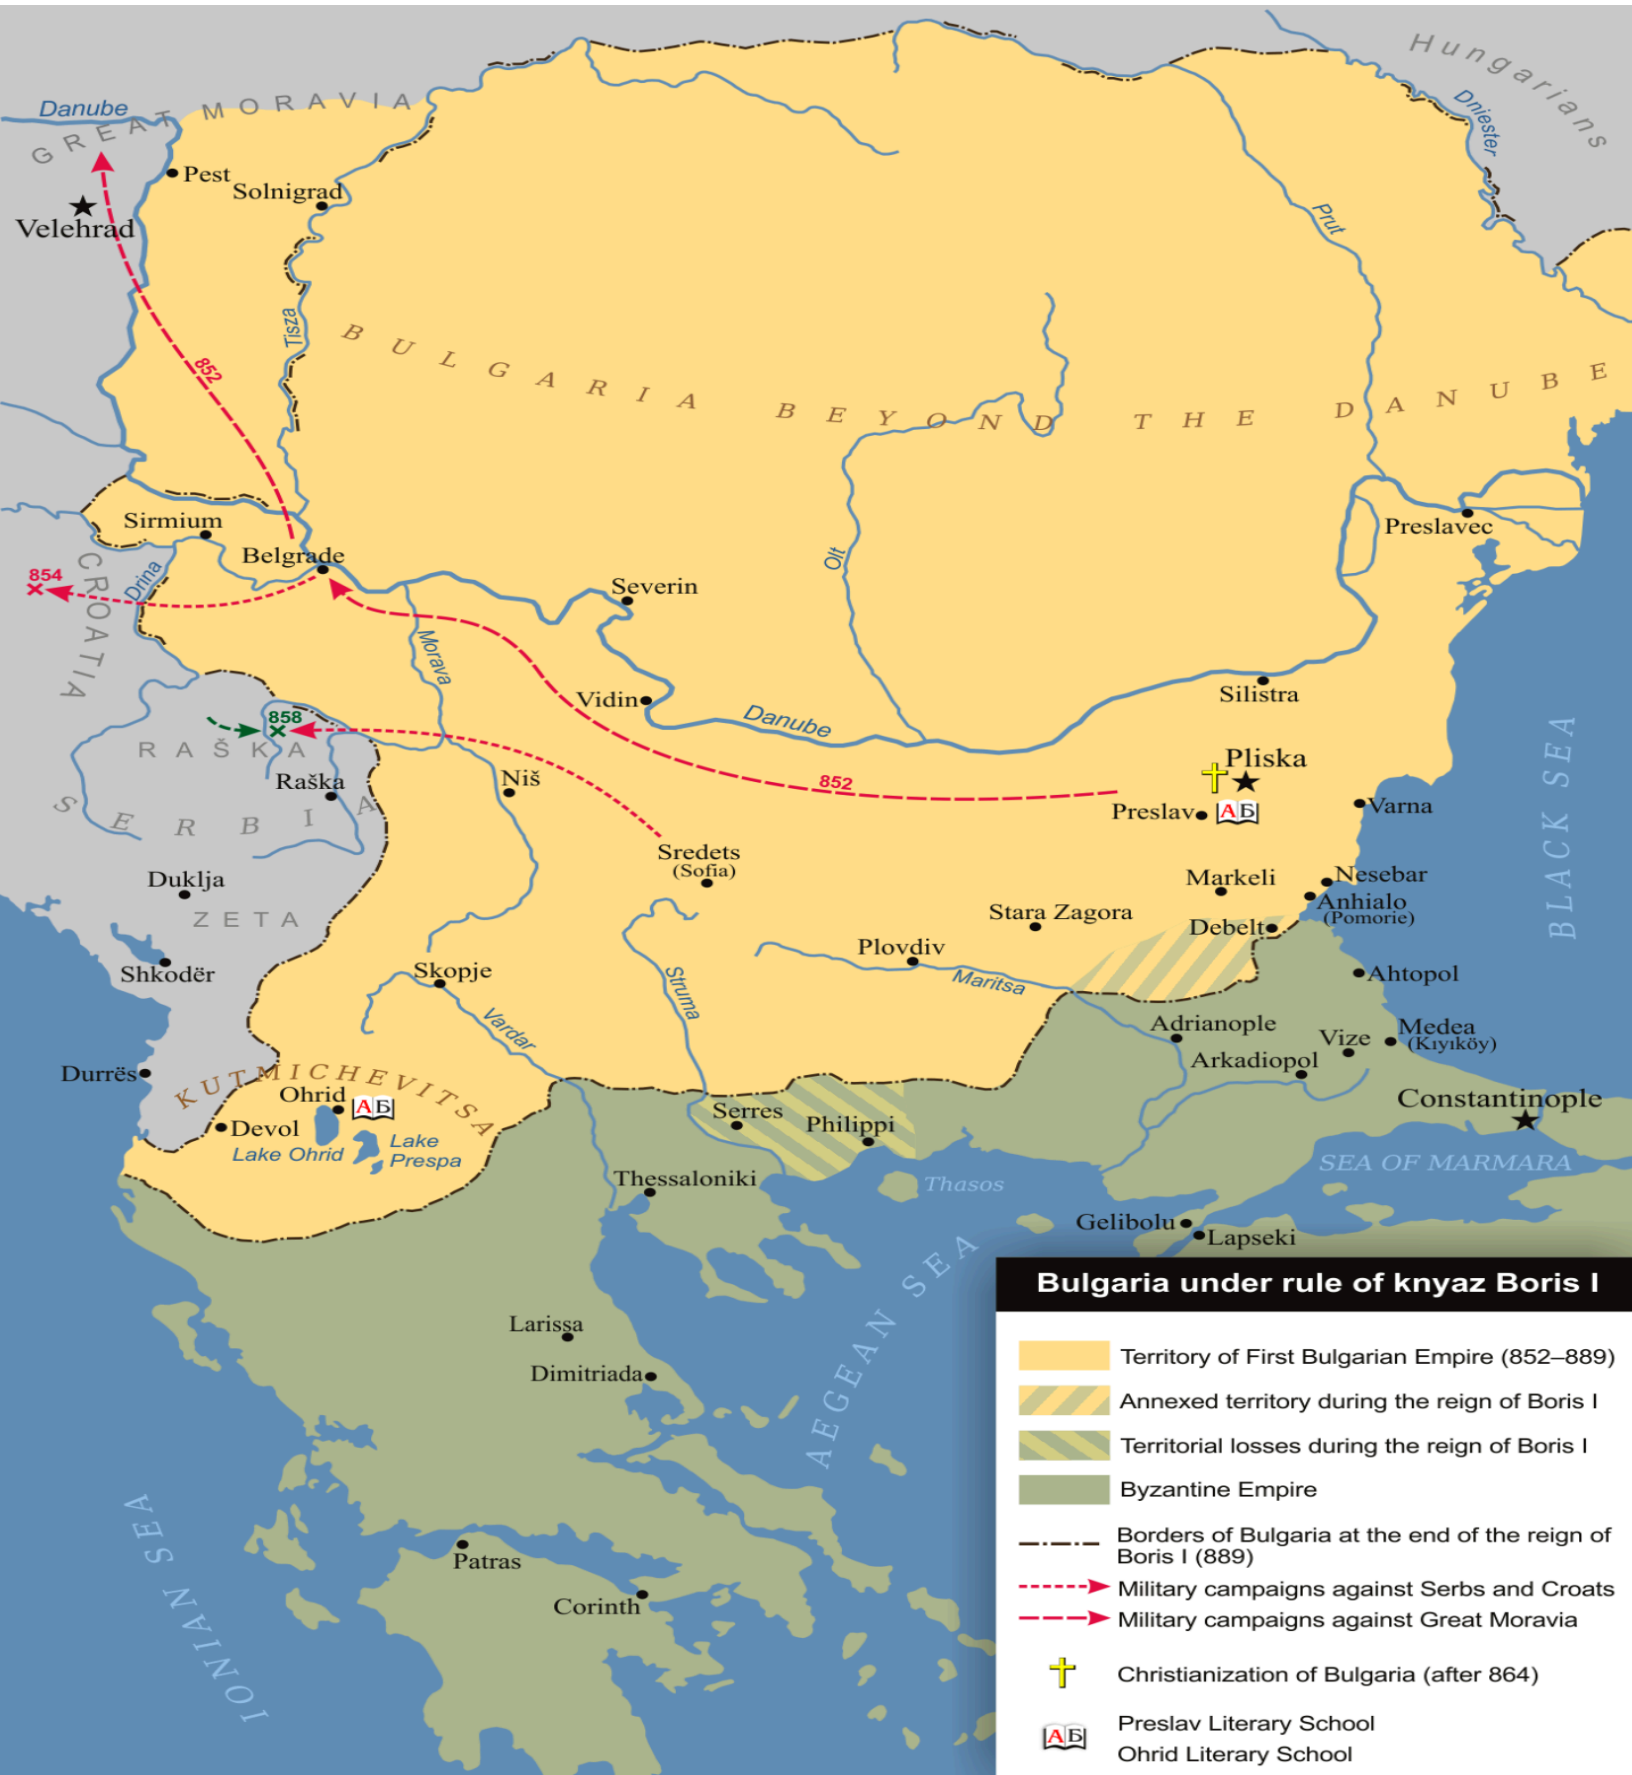 Hungarians
Danube
GREAT MORAVIA
Dniester
Pest
Solnigrad
Velehrad
Prut
Tisza
852
BULGARIA BEYOND THE DANUBE
Sirmium
Preslavec
Belgrade
854
Drina
CROATIA
Olt
Severin
Morava
Silistra
Vidin
Danube
858
RAŠKA
BLACK SEA
Pliska
Raška
Niš
852
Preslav
АБ
Varna
SERBIA
Sredets
(Sofia)
Duklja
Markeli
Nesebar
Anhialo
(Pomorie)
ZETA
Stara Zagora
Debelt
Plovdiv
Shkodër
Skopje
Struma
Maritsa
Ahtopol
Vardar
Adrianople
Vize
Medea
(Kıyıköy)
Arkadiopol
Durrës
KUTMICHEVITSA
Ohrid
АБ
Constantinople
Devol
Serres
Philippi
Lake Ohrid
Lake
Prespa
SEA OF MARMARA
Thessaloniki
Thasos
Gelibolu
Lapseki
AEGEAN SEA
Larissa
Dimitriada
IONIAN SEA
Patras
Corinth
Bulgaria under rule of knyaz Boris I
Territory of First Bulgarian Empire (852–889)
Annexed territory during the reign of Boris I
Territorial losses during the reign of Boris I
Byzantine Empire
Borders of Bulgaria at the end of the reign of
Boris I (889)
Military campaigns against Serbs and Croats
Military campaigns against Great Moravia
Christianization of Bulgaria (after 864)
АБ
Preslav Literary School
Ohrid Literary School